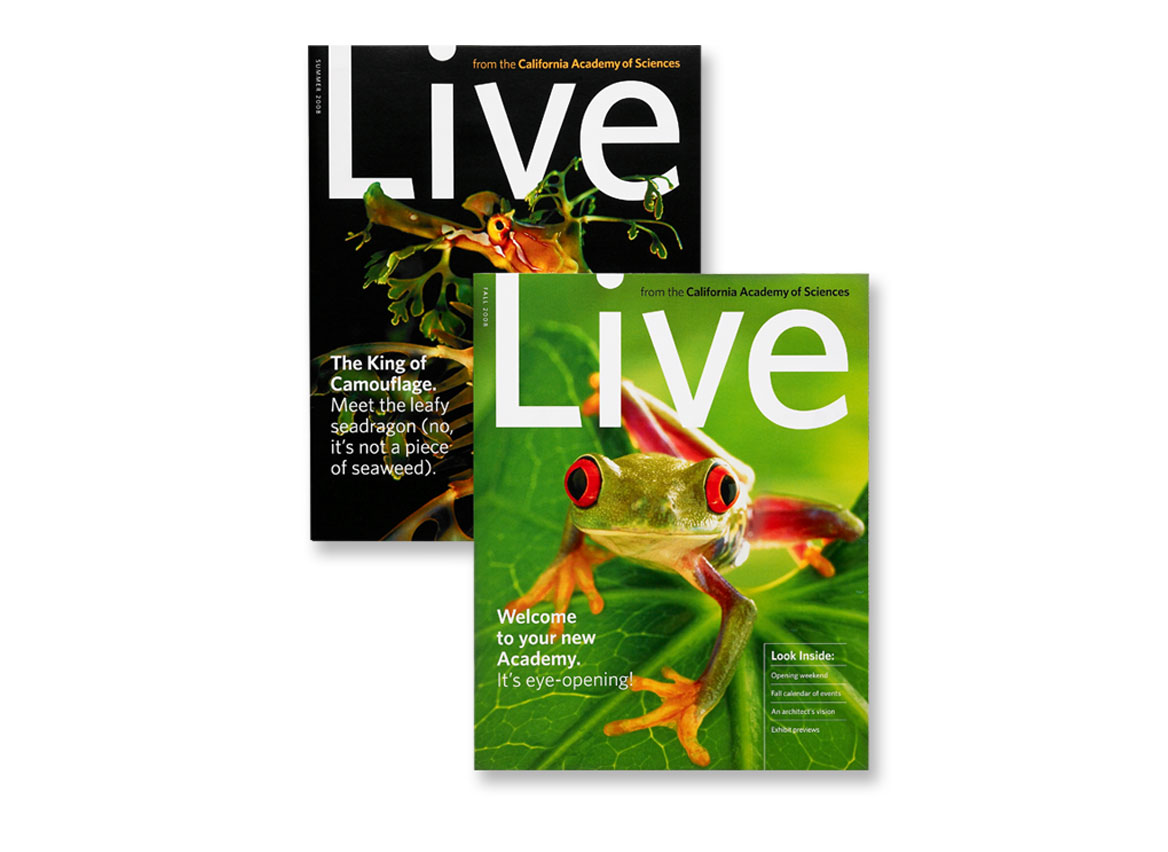 SUMMER 2008
from the California Academy of Sciences
Live
The King of
Camouflage.
Meet the leafy
seadragon (no,
it's not a piece
of seaweed).
FALL 2008
from the California Academy of Sciences
Live
Welcome
to your new
Academy.
It's eye-opening!
Look Inside:
Opening weekend
Fall calendar of events
An architect's vision
Exhibit previews